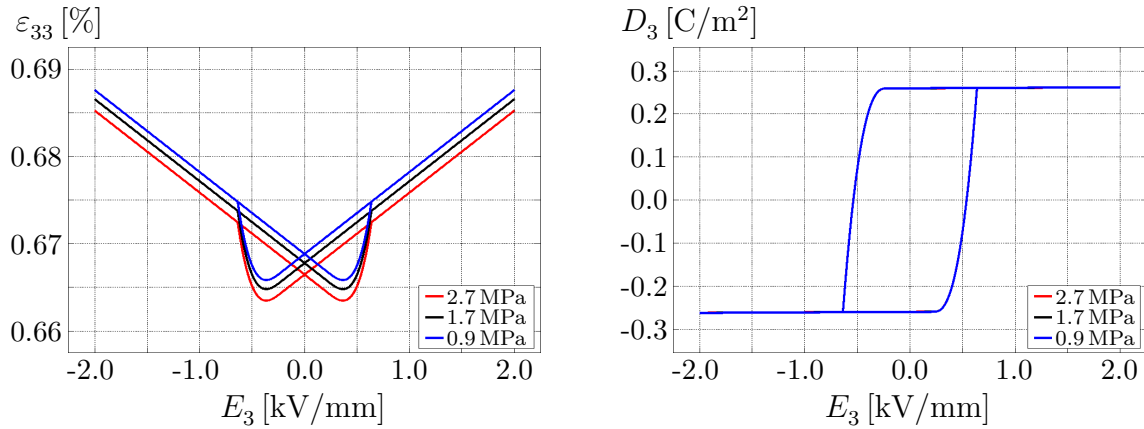 ε₃₃ [%]
0.69
0.68
0.67
0.66
2.7 MPa
1.7 MPa
0.9 MPa
-2.0 -1.0 0.0 1.0 2.0
E₃ [kV/mm]
D₃ [C/m²]
0.3
0.2
0.1
0.0
-0.1
-0.2
-0.3
2.7 MPa
1.7 MPa
0.9 MPa
-2.0 -1.0 0.0 1.0 2.0
E₃ [kV/mm]